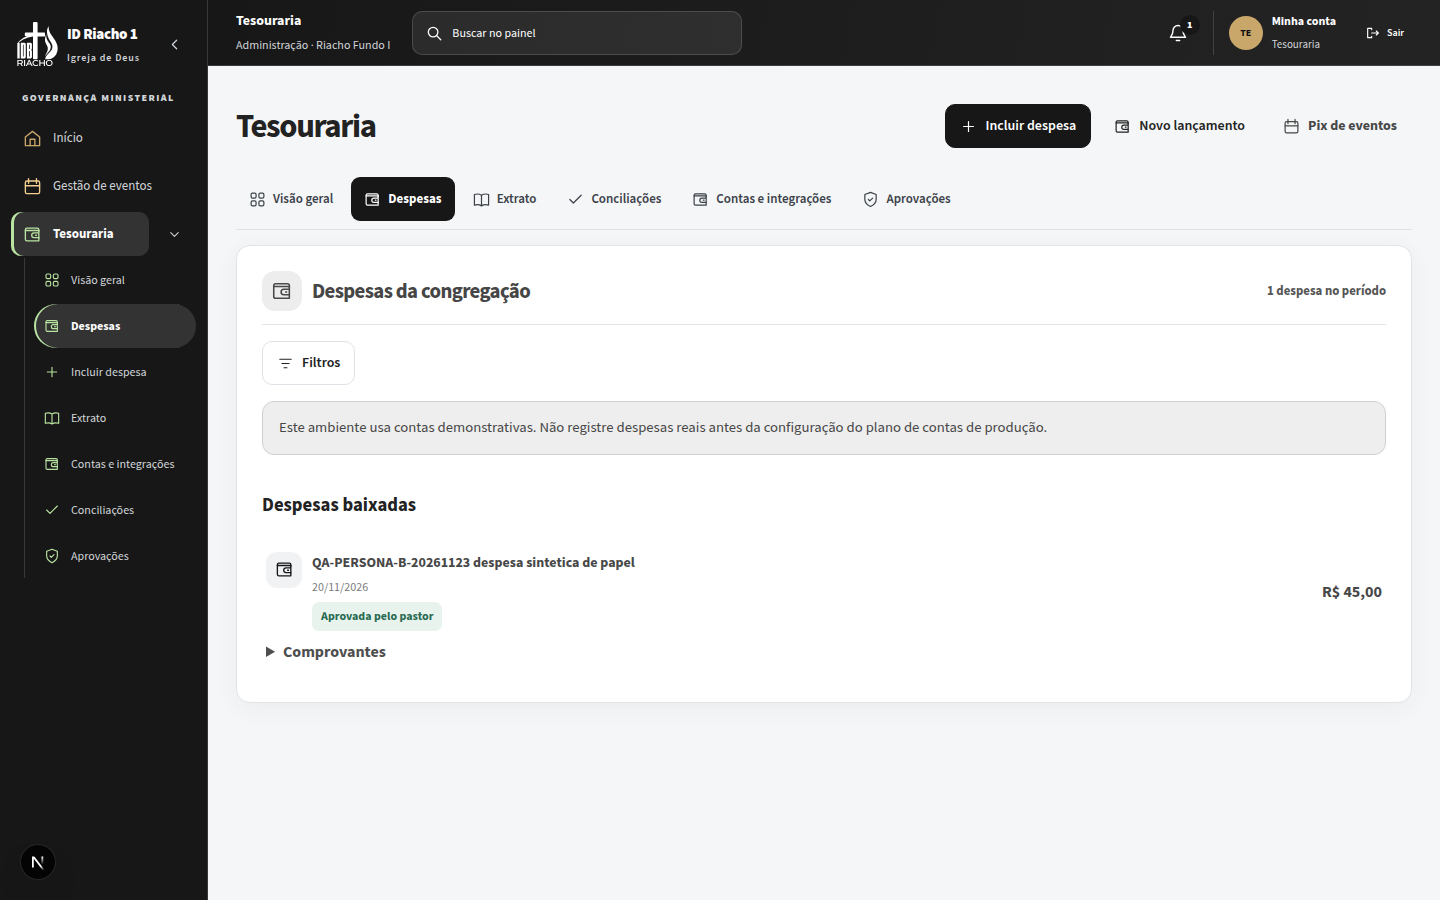 IDB
RIACHO
ID Riacho 1
Igreja de Deus
GOVERNANÇA MINISTERIAL
Início
Gestão de eventos
Tesouraria
Visão geral
Despesas
Incluir despesa
Extrato
Contas e integrações
Conciliações
Aprovações
N
Tesouraria
Administração · Riacho Fundo I
Buscar no painel
1
TE
Minha conta
Tesouraria
Sair
Tesouraria
Incluir despesa
Novo lançamento
Pix de eventos
Visão geral
Despesas
Extrato
Conciliações
Contas e integrações
Aprovações
Despesas da congregação
1 despesa no período
Filtros
Este ambiente usa contas demonstrativas. Não registre despesas reais antes da configuração do plano de contas de produção.
Despesas baixadas
QA-PERSONA-B-20261123 despesa sintetica de papel
20/11/2026
Aprovada pelo pastor
R$ 45,00
Comprovantes